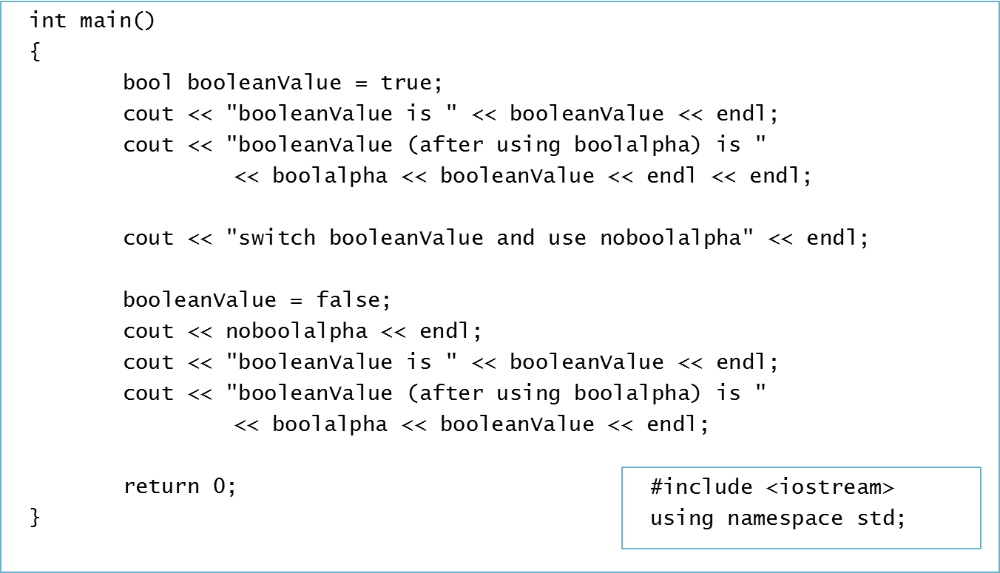 int main()
{
bool booleanValue = true;
cout << "booleanValue is " << booleanValue << endl;
cout << "booleanValue (after using boolalpha) is "
<< boolalpha << booleanValue << endl << endl;
cout << "switch booleanValue and use noboolalpha" << endl;
booleanValue = false;
cout << noboolalpha << endl;
cout << "booleanValue is " << booleanValue << endl;
cout << "booleanValue (after using boolalpha) is "
<< boolalpha << booleanValue << endl;
return 0;
}
#include <iostream>
using namespace std;